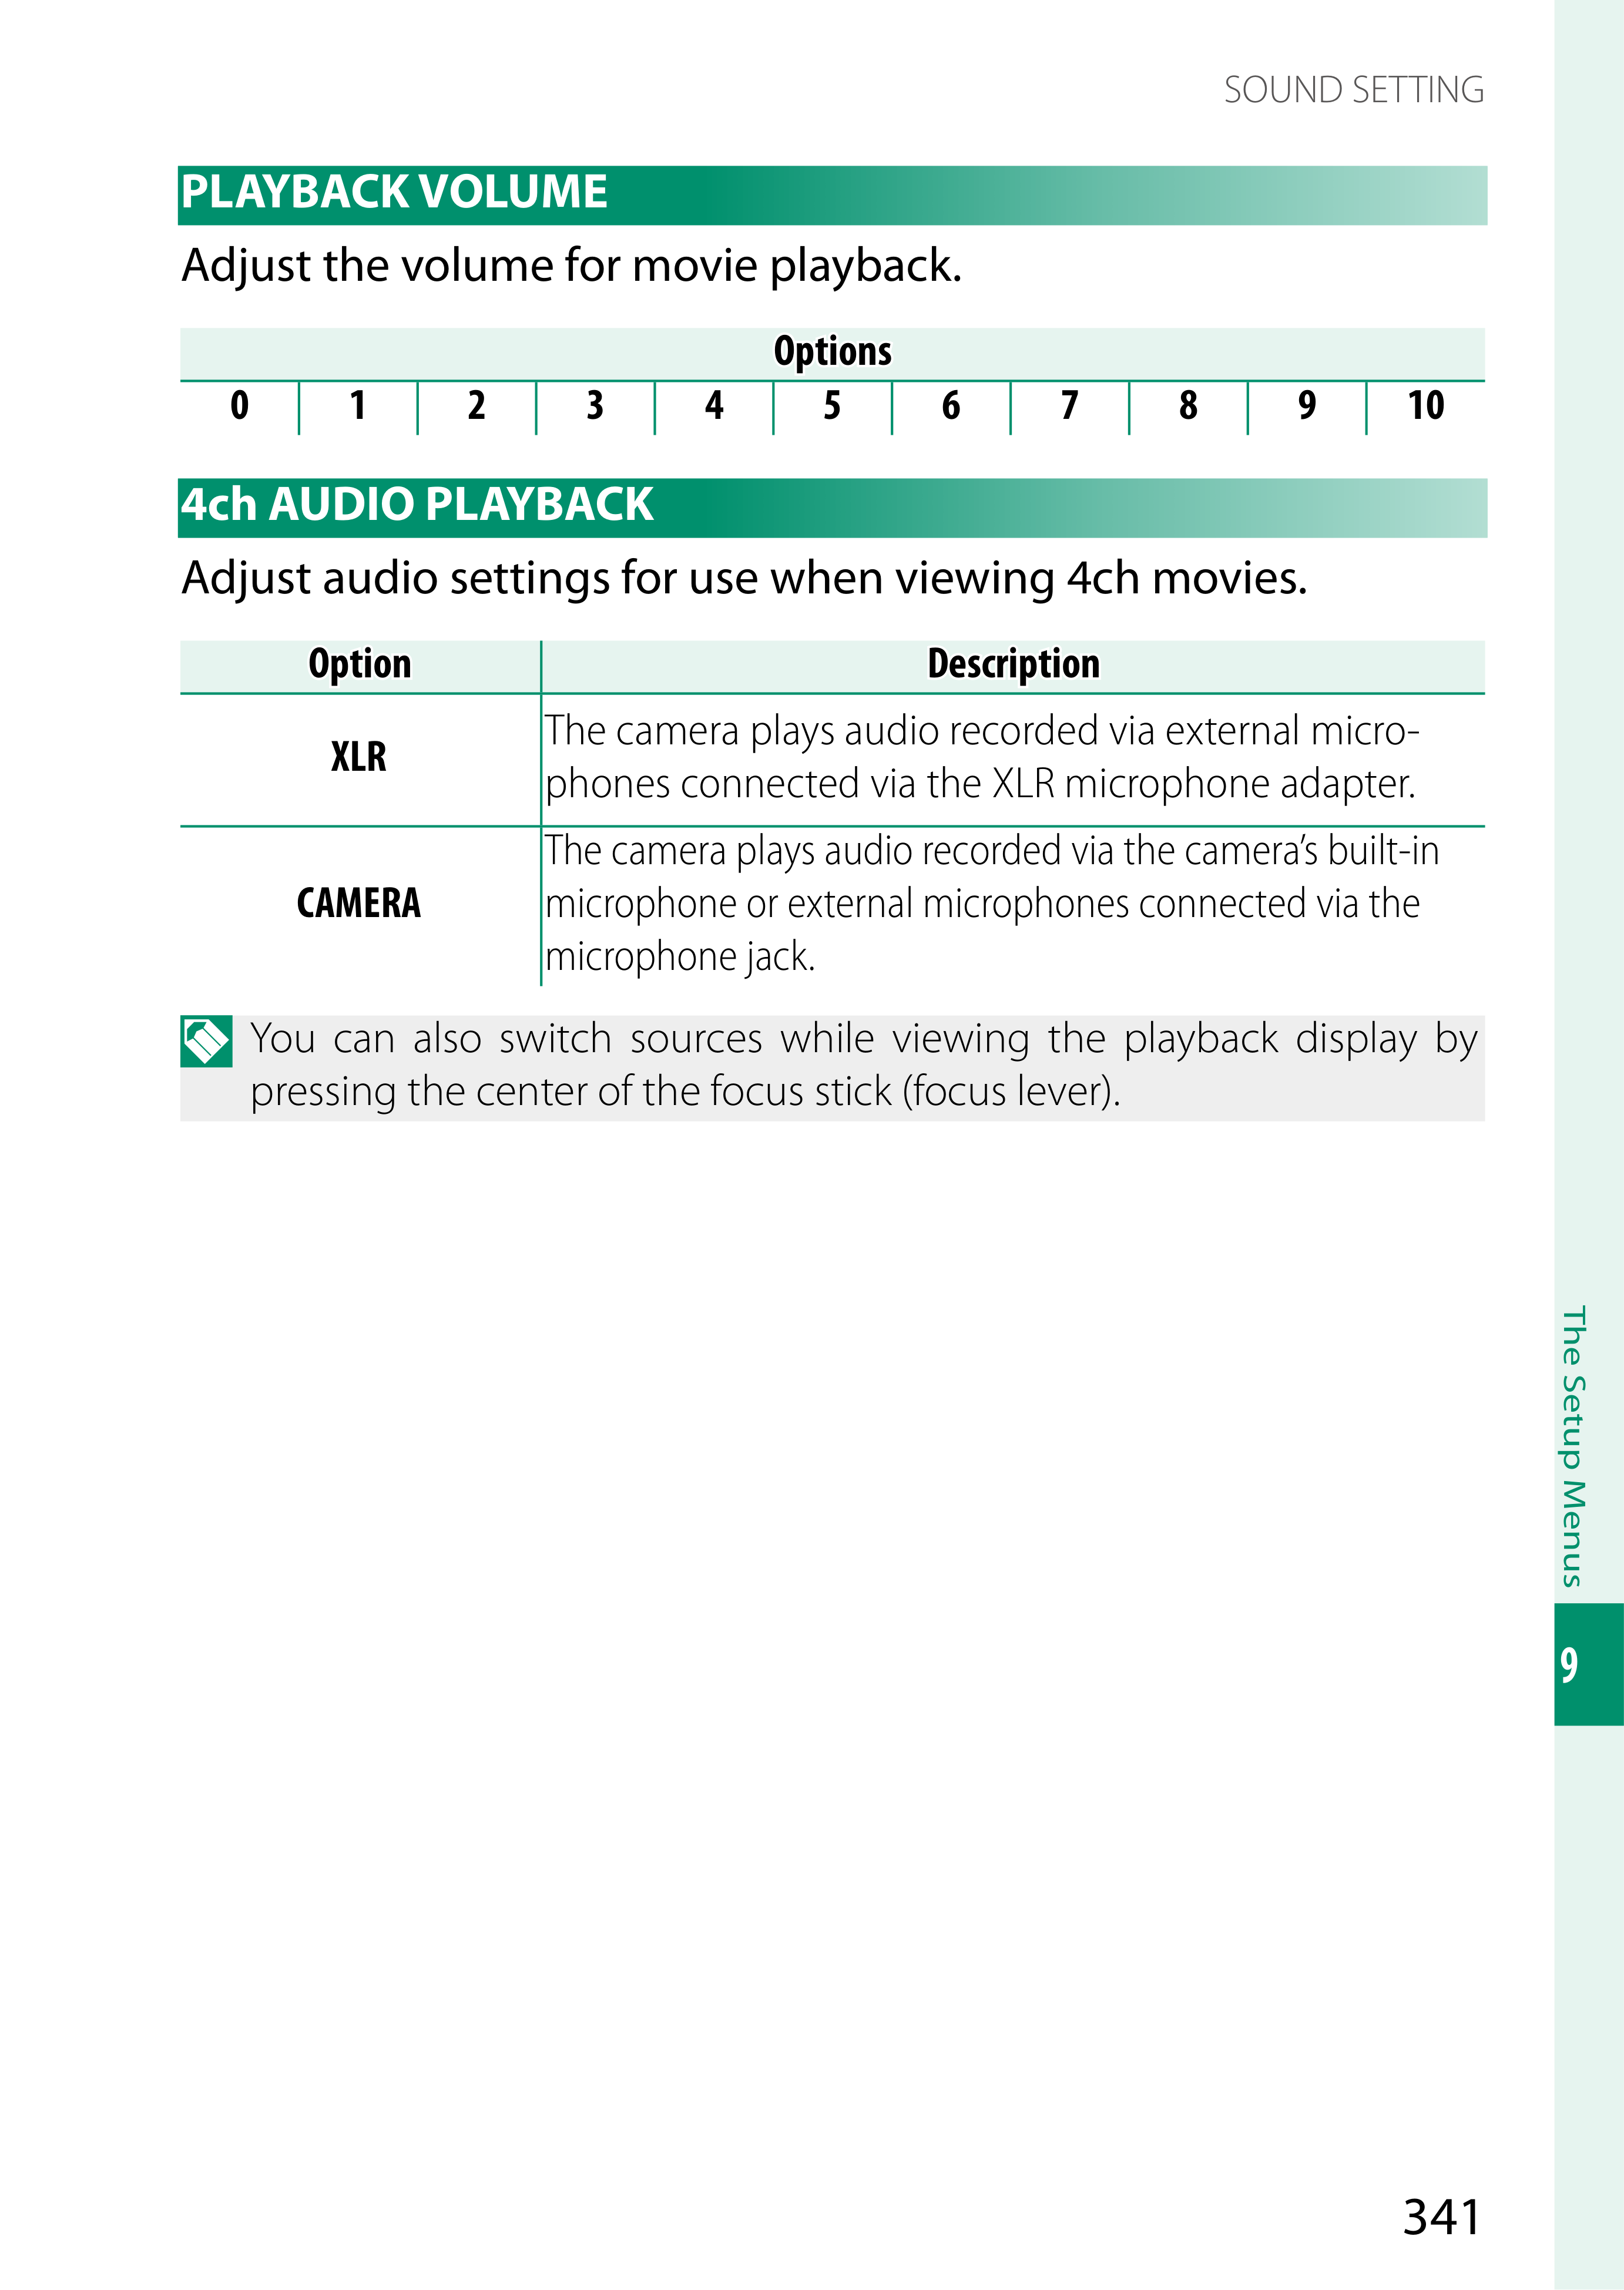 SOUND SETTING
PLAYBACK VOLUME
Adjust the volume for movie playback.
Options
0 1 2 3 4 5 6 7 8 9 10
4ch AUDIO PLAYBACK
Adjust audio settings for use when viewing 4ch movies.
Option Description
XLR
The camera plays audio recorded via external micro-
phones connected via the XLR microphone adapter.
CAMERA
The camera plays audio recorded via the camera’s built-in
microphone or external microphones connected via the
microphone jack.
You can also switch sources while viewing the playback display by
pressing the center of the focus stick (focus lever).
The Setup Menus
9
341